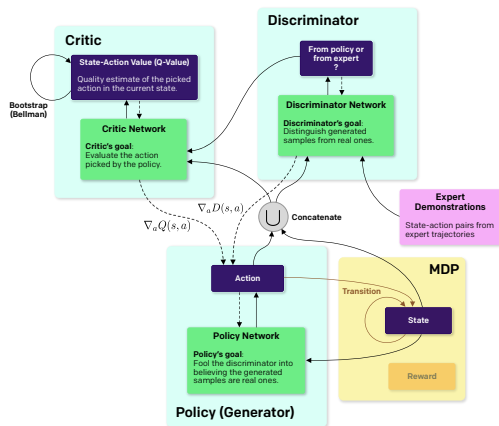 Critic
State-Action Value (Q-Value)
Quality estimate of the picked
action in the current state.
Bootstrap
(Bellman)
Critic Network
Critic's goal:
Evaluate the action
picked by the policy.
Discriminator
From policy or
from expert
?
Discriminator Network
Discriminator's goal:
Distinguish generated
samples from real ones.
Expert
Demonstrations
State-action pairs from
expert trajectories
∇ₐD(s, a)
∇ₐQ(s, a)
∪
Concatenate
Action
Policy Network
Policy's goal:
Fool the discriminator into
believing the generated
samples are real ones.
Policy (Generator)
MDP
Transition
State
Reward